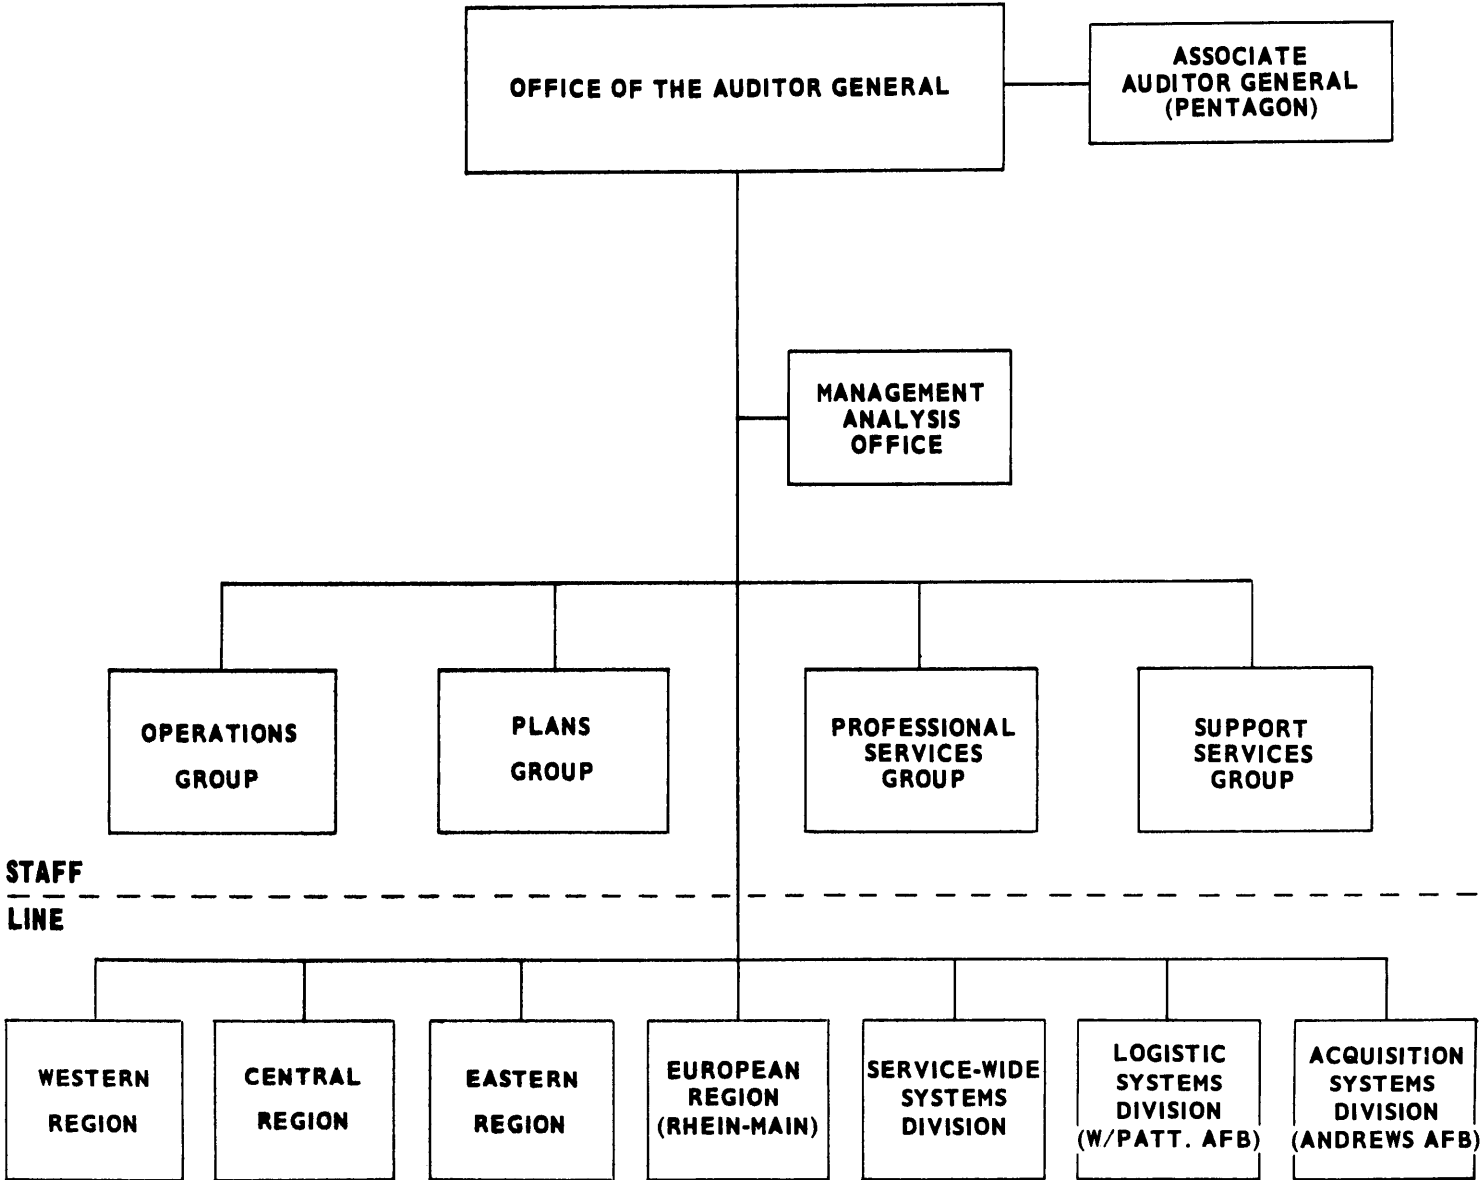 OFFICE OF THE AUDITOR GENERAL
ASSOCIATE
AUDITOR GENERAL
(PENTAGON)
MANAGEMENT
ANALYSIS
OFFICE
OPERATIONS
GROUP
PLANS
GROUP
PROFESSIONAL
SERVICES
GROUP
SUPPORT
SERVICES
GROUP
STAFF
LINE
WESTERN
REGION
CENTRAL
REGION
EASTERN
REGION
EUROPEAN
REGION
(RHEIN-MAIN)
SERVICE-WIDE
SYSTEMS
DIVISION
LOGISTIC
SYSTEMS
DIVISION
(W/PATT. AFB)
ACQUISITION
SYSTEMS
DIVISION
(ANDREWS AFB)